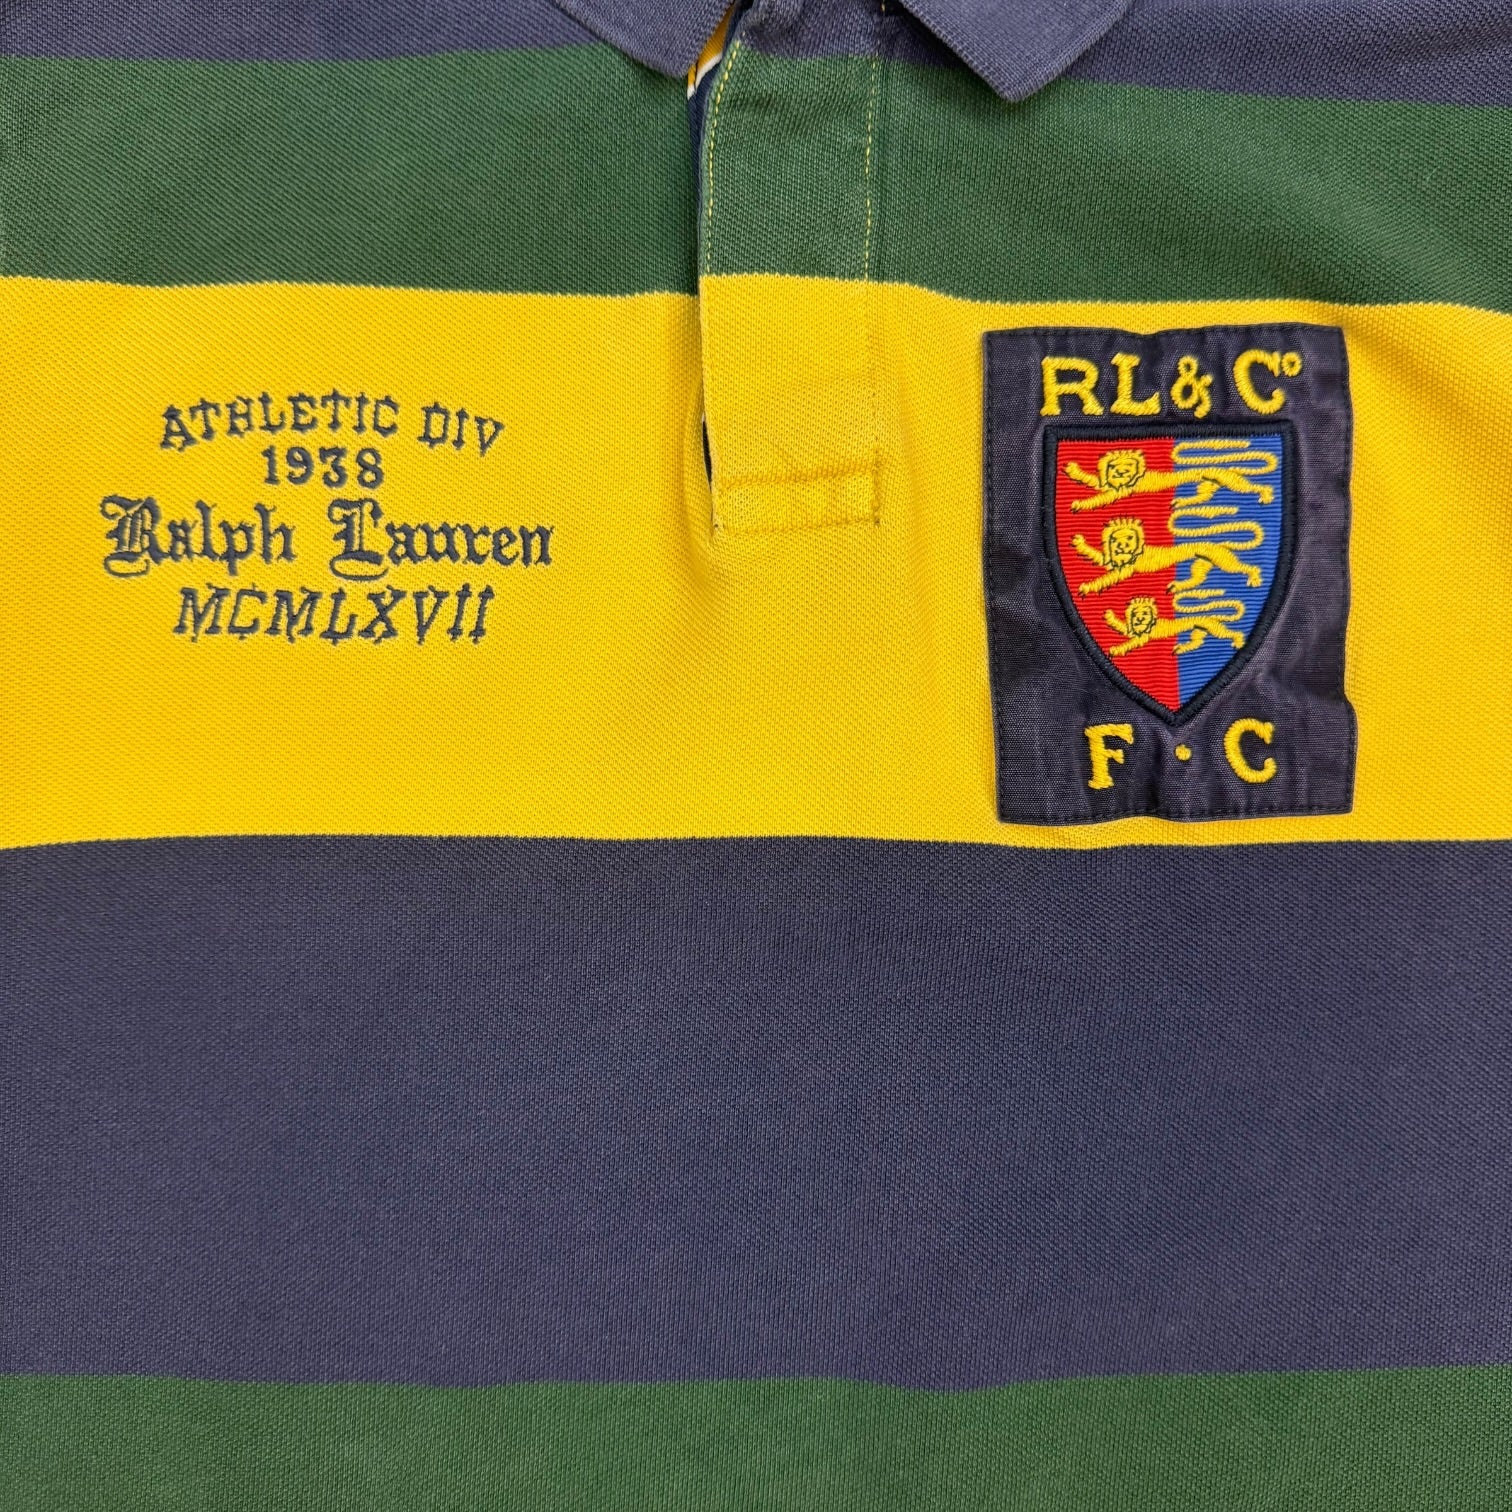 ATHLETIC DIV
1938
Ralph Lauren
MCMLXVII
RL & Co
F · C